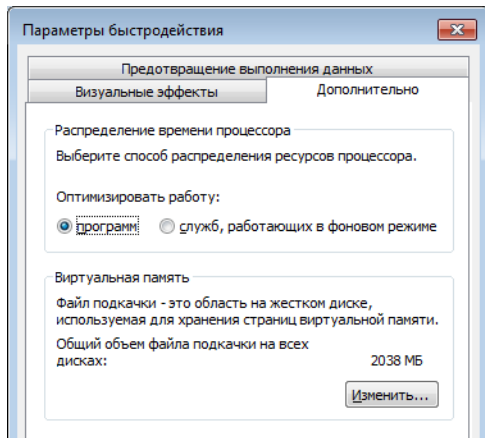 Параметры быстродействия
Предотвращение выполнения данных
Визуальные эффекты
Дополнительно
Распределение времени процессора
Выберите способ распределения ресурсов процессора.
Оптимизировать работу:
программ
служб, работающих в фоновом режиме
Виртуальная память
Файл подкачки - это область на жестком диске,
используемая для хранения страниц виртуальной памяти.
Общий объем файла подкачки на всех
дисках:
2038 МБ
Изменить...